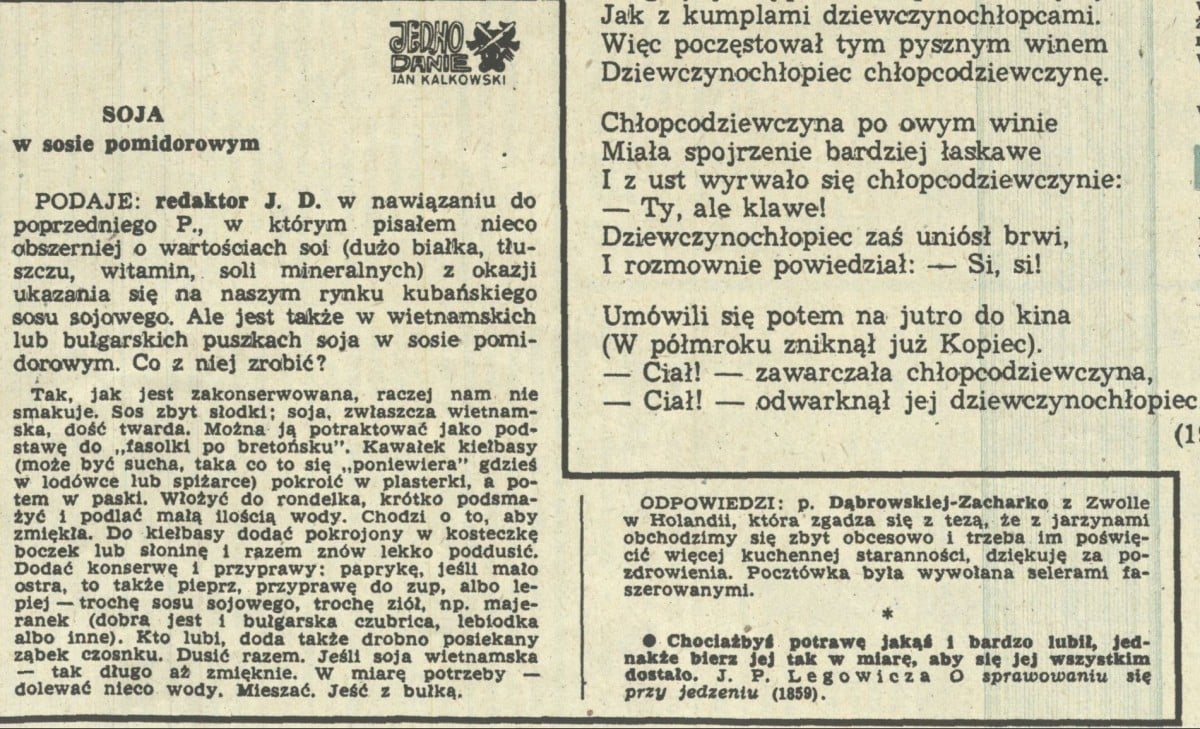 JEDNO
DANIE
JAN KALKOWSKI
SOJA
w sosie pomidorowym
PODAJE: redaktor J. D. w nawiązaniu do
poprzedniego P., w którym pisałem nieco
obszerniej o wartościach soi (dużo białka, tłu-
szczu, witamin, soli mineralnych) z okazji
ukazania się na naszym rynku kubańskiego
sosu sojowego. Ale jest także w wietnamskich
lub bułgarskich puszkach soja w sosie pomi-
dorowym. Co z niej zrobić?
Tak, jak jest zakonserwowana, raczej nam nie
smakuje. Sos zbyt słodki; soja, zwłaszcza wietnam-
ska, dość twarda. Można ją potraktować jako pod-
stawę do „fasolki po bretońsku". Kawałek kiełbasy
(może być sucha, taka co to się „poniewiera" gdzieś
w lodówce lub spiżarce) pokroić w plasterki, a po-
tem w paski. Włożyć do rondelka, krótko podsma-
żyć i podlać małą ilością wody. Chodzi o to, aby
zmiękła. Do kiełbasy dodać pokrojony w kosteczkę
boczek lub słoninę i razem znów lekko poddusić.
Dodać konserwę i przyprawy: paprykę, jeśli mało
ostra, to także pieprz, przyprawę do zup, albo le-
piej — trochę sosu sojowego, trochę ziół, np. maje-
ranek (dobra jest i bułgarska czubrica, lebiodka
albo inne). Kto lubi, doda także drobno posiekany
ząbek czosnku. Dusić razem. Jeśli soja wietnamska
— tak długo aż zmięknie. W miarę potrzeby —
dolewać nieco wody. Mieszać. Jeść z bułką.
Jak z kumplami dziewczynochłopcami.
Więc poczęstował tym pysznym winem
Dziewczynochłopiec chłopcodziewczynę.
Chłopcodziewczyna po owym winie
Miała spojrzenie bardziej łaskawe
I z ust wyrwało się chłopcodziewczynie:
— Ty, ale klawe!
Dziewczynochłopiec zaś uniósł brwi,
I rozmownie powiedział: — Si, si!
Umówili się potem na jutro do kina
(W półmroku zniknął już Kopiec).
— Ciał! — zawarczała chłopcodziewczyna,
— Ciał! — odwarknął jej dziewczynochłopiec
ODPOWIEDZI: p. Dąbrowskiej-Zacharko z Zwolle
w Holandii, która zgadza się z tezą, że z jarzynami
obchodzimy się zbyt obcesowo i trzeba im poświę-
cić więcej kuchennej staranności, dziękuję za po-
zdrowienia. Pocztówka była wywołana selerami fa-
szerowanymi.
*
● Chociażbyś potrawę jakąś i bardzo lubił, jed-
nakże bierz jej tak w miarę, aby się jej wszystkim
dostało. J. P. Legowicza O sprawowaniu się
przy jedzeniu (1859).